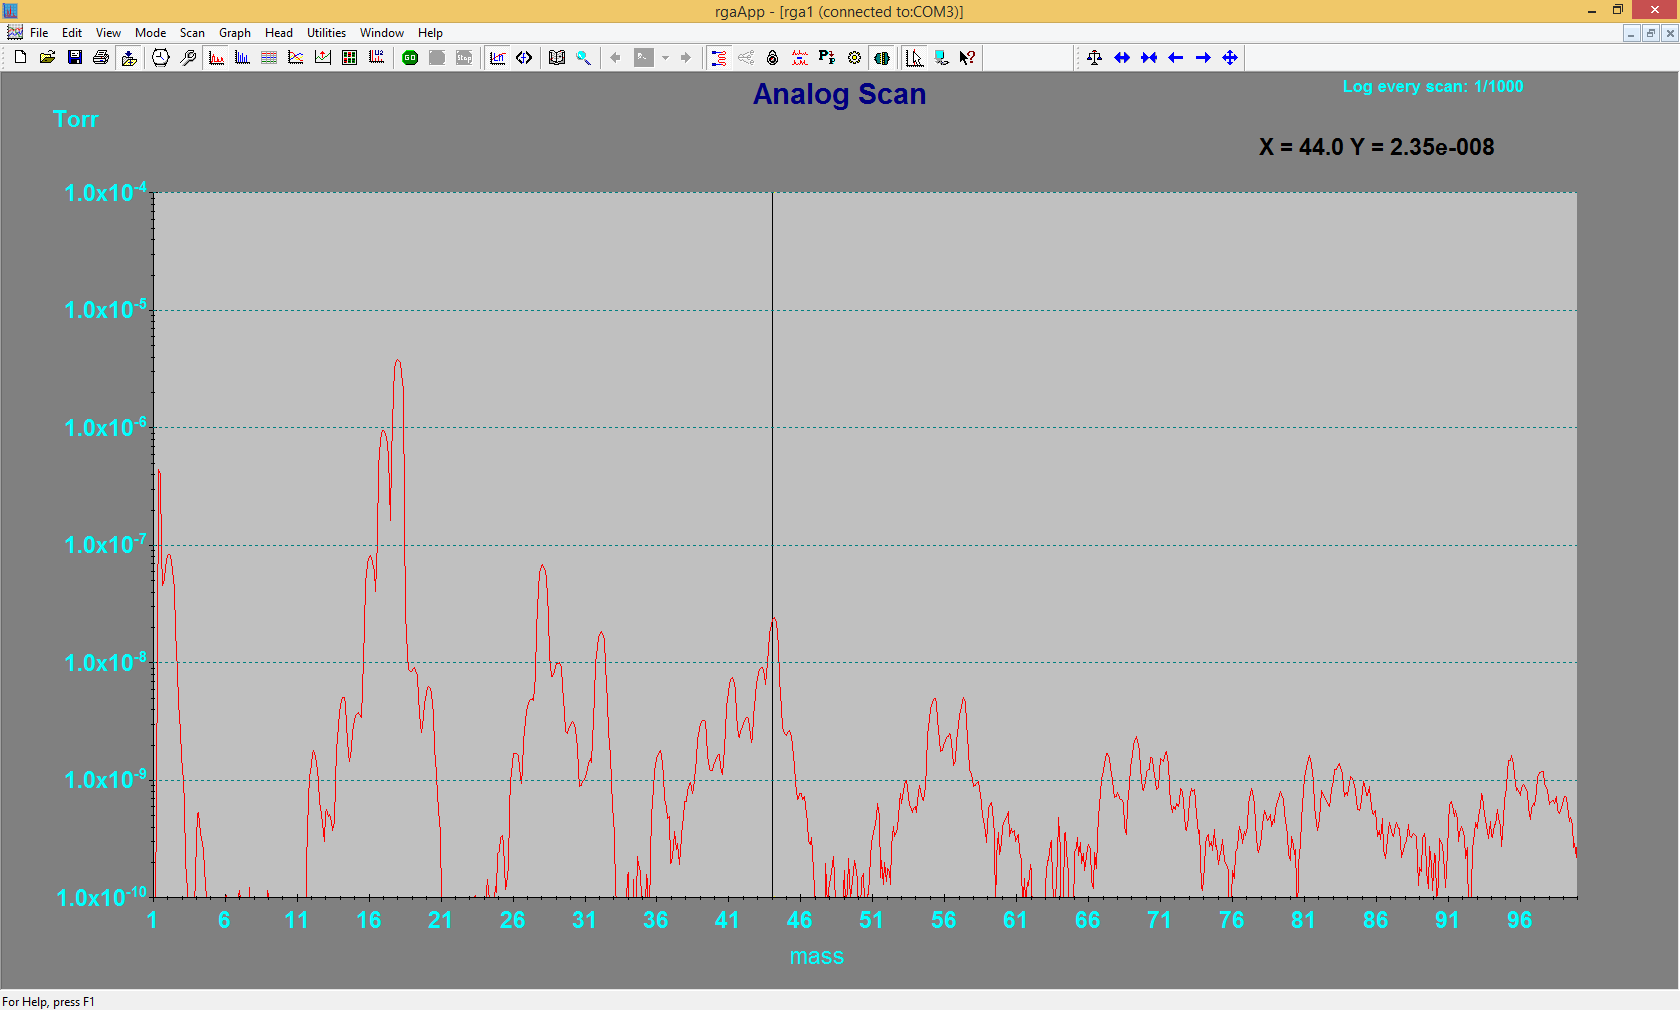 rgaApp - [rga1 (connected to:COM3)]
File Edit View Mode Scan Graph Head Utilities Window Help
GO Stop
Analog Scan
Log every scan: 1/1000
Torr
X = 44.0 Y = 2.35e-008
1.0x10-4
1.0x10-5
1.0x10-6
1.0x10-7
1.0x10-8
1.0x10-9
1.0x10-10
1 6 11 16 21 26 31 36 41 46 51 56 61 66 71 76 81 86 91 96
mass
For Help, press F1